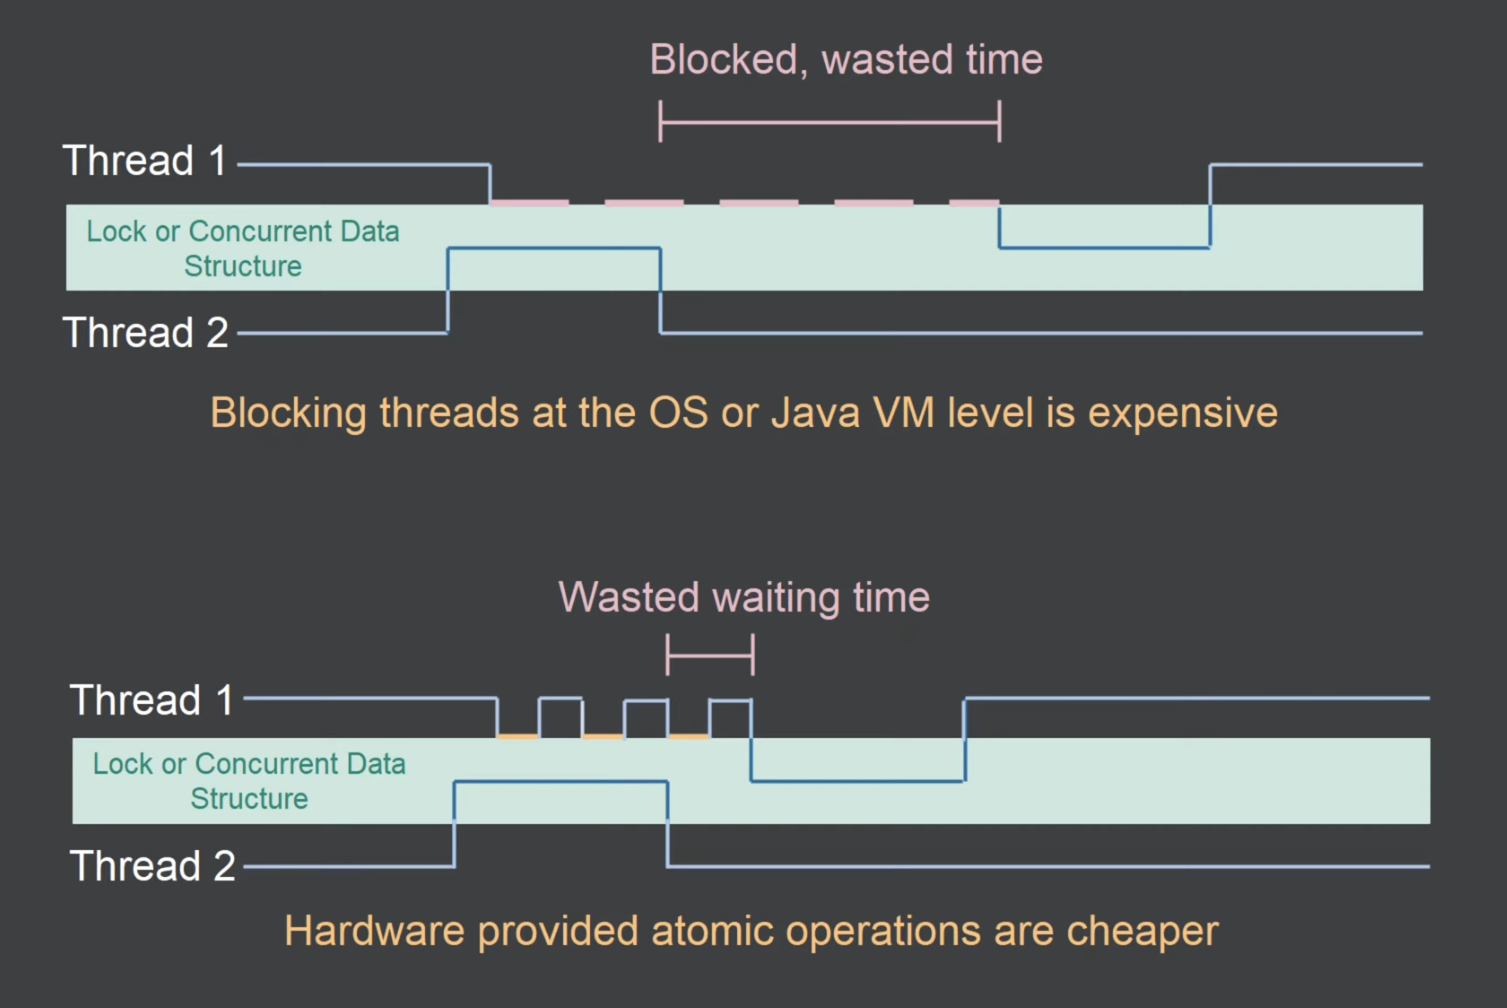 Blocked, wasted time
Thread 1
Lock or Concurrent Data
Structure
Thread 2
Blocking threads at the OS or Java VM level is expensive
Wasted waiting time
Thread 1
Lock or Concurrent Data
Structure
Thread 2
Hardware provided atomic operations are cheaper